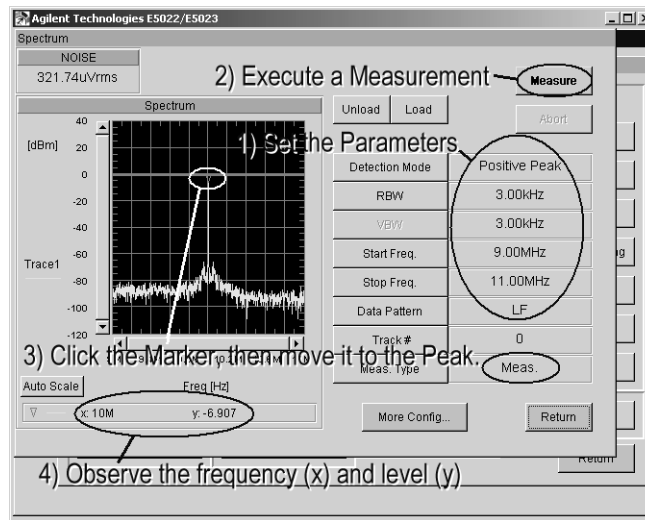 Agilent Technologies E5022/E5023
Spectrum
NOISE
321.74uVrms
2) Execute a Measurement
Measure
Spectrum
Unload
Load
Abort
40
[dBm]
20
0
-20
-40
-60
Trace1
-80
-100
-120
1) Set the Parameters
Detection Mode
Positive Peak
RBW
3.00kHz
VBW
3.00kHz
Start Freq.
9.00MHz
Stop Freq.
11.00MHz
Data Pattern
LF
Track #
0
3) Click the Marker, then move it to the Peak.
Meas. Type
Meas.
Auto Scale
Freq [Hz]
x: 10M
y: -6.907
More Config...
Return
Return
4) Observe the frequency (x) and level (y)